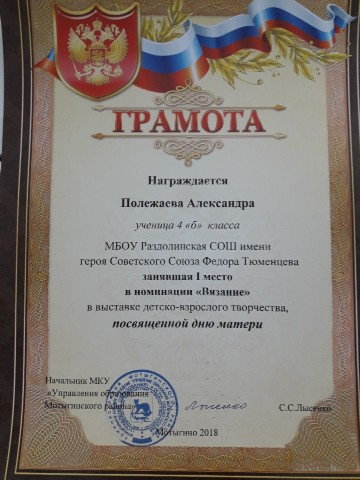 ГРАМОТА
Награждается
Полежаева Александра
ученица 4 «б» класса
МБОУ Раздолинская СОШ имени
героя Советского Союза Федора Тюменцева
занявшая I место
в номинации «Вязание»
в выставке детско-взрослого творчества,
посвященной дню матери
Начальник МКУ
«Управления образования
Мотыгинского района»
С.С.Лысенко
Мотыгино 2018